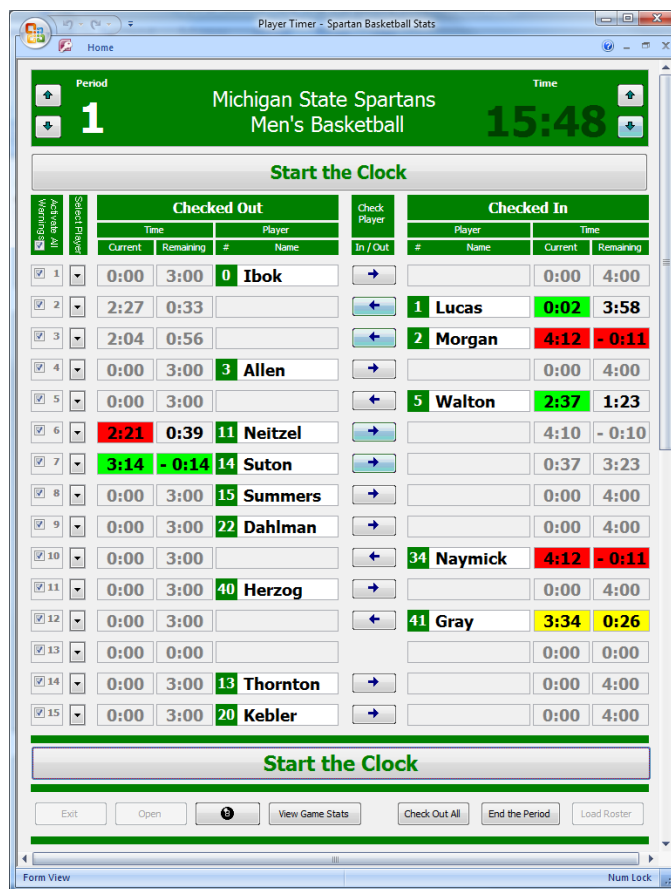 Player Timer - Spartan Basketball Stats
Home
Period
Time
1
Michigan State Spartans
Men's Basketball
15:48
Start the Clock
Activate All Warnings
Select Player
Checked Out
Check Player
Checked In
Time Player Player Time
Current Remaining # Name In / Out # Name Current Remaining
1 0:00 3:00 0 Ibok 0:00 4:00
2 2:27 0:33 1 Lucas 0:02 3:58
3 2:04 0:56 2 Morgan 4:12 - 0:11
4 0:00 3:00 3 Allen 0:00 4:00
5 0:00 3:00 5 Walton 2:37 1:23
6 2:21 0:39 11 Neitzel 4:10 - 0:10
7 3:14 - 0:14 14 Suton 0:37 3:23
8 0:00 3:00 15 Summers 0:00 4:00
9 0:00 3:00 22 Dahlman 0:00 4:00
10 0:00 3:00 34 Naymick 4:12 - 0:11
11 0:00 3:00 40 Herzog 0:00 4:00
12 0:00 3:00 41 Gray 3:34 0:26
13 0:00 0:00 0:00 0:00
14 0:00 3:00 13 Thornton 0:00 4:00
15 0:00 3:00 20 Kebler 0:00 4:00
Start the Clock
Exit Open View Game Stats Check Out All End the Period Load Roster
Form View Num Lock